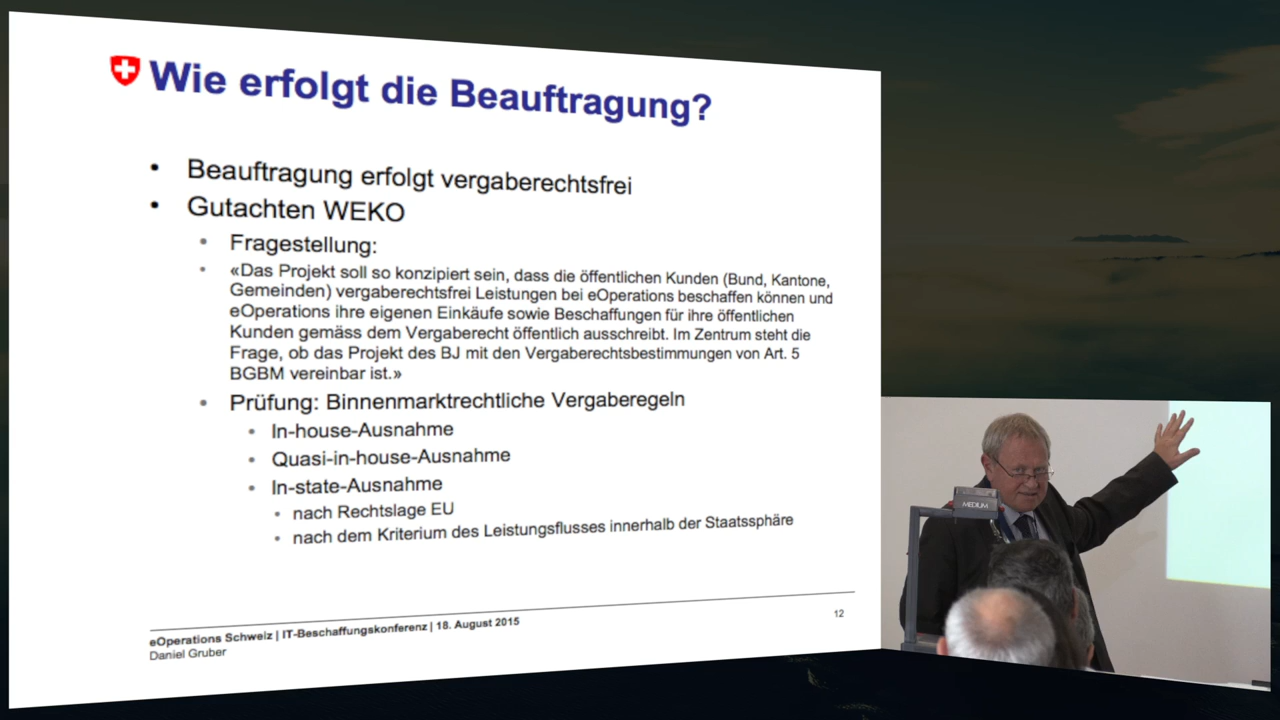 Wie erfolgt die Beauftragung?
• Beauftragung erfolgt vergaberechtsfrei
• Gutachten WEKO
• Fragestellung:
• «Das Projekt soll so konzipiert sein, dass die öffentlichen Kunden (Bund, Kantone,
Gemeinden) vergaberechtsfrei Leistungen bei eOperations beschaffen können und
eOperations ihre eigenen Einkäufe sowie Beschaffungen für ihre öffentlichen
Kunden gemäss dem Vergaberecht öffentlich ausschreibt. Im Zentrum steht die
Frage, ob das Projekt des BJ mit den Vergaberechtsbestimmungen von Art. 5
BGBM vereinbar ist.»
• Prüfung: Binnenmarktrechtliche Vergaberegeln
• In-house-Ausnahme
• Quasi-in-house-Ausnahme
• In-state-Ausnahme
• nach Rechtslage EU
• nach dem Kriterium des Leistungsflusses innerhalb der Staatssphäre
eOperations Schweiz | IT-Beschaffungskonferenz | 18. August 2015
Daniel Gruber
12
MEDIUM